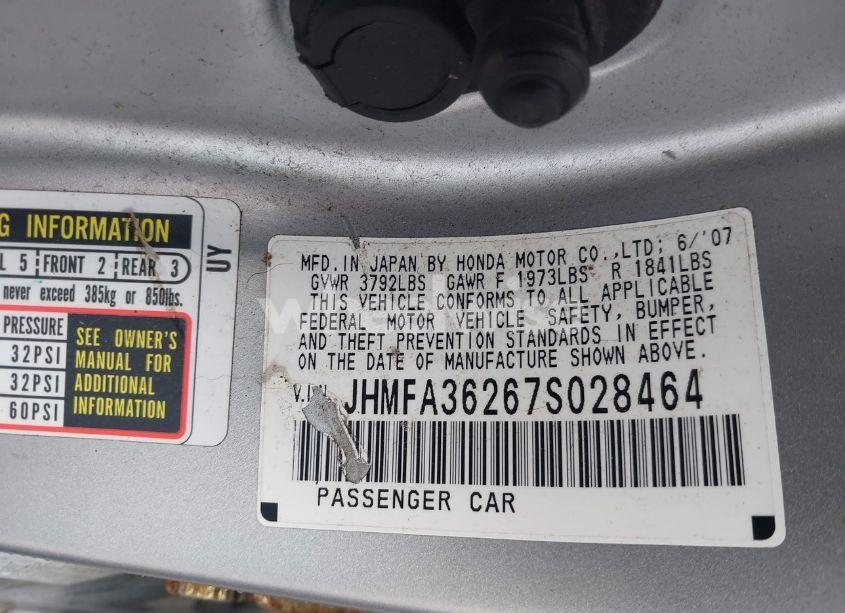 G INFORMATION
L 5 FRONT 2 REAR 3
never exceed 385kg or 850lbs.
PRESSURE
32PSI
32PSI
60PSI
SEE OWNER'S
MANUAL FOR
ADDITIONAL
INFORMATION
UY
MFD. IN JAPAN BY HONDA MOTOR CO.,LTD; 6/'07
GVWR 3792LBS GAWR F 1973LBS R 1841LBS
THIS VEHICLE CONFORMS TO ALL APPLICABLE
FEDERAL MOTOR VEHICLE SAFETY, BUMPER,
AND THEFT PREVENTION STANDARDS IN EFFECT
ON THE DATE OF MANUFACTURE SHOWN ABOVE.
V.I.N. JHMFA36267S028464
PASSENGER CAR